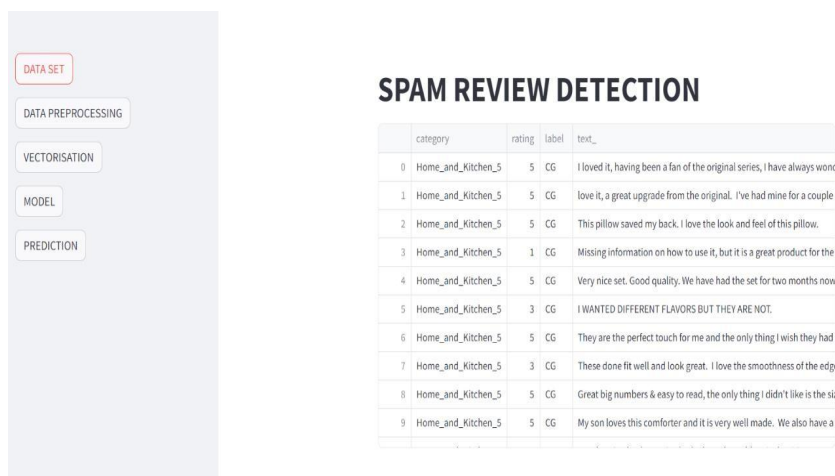 DATA SET
DATA PREPROCESSING
VECTORISATION
MODEL
PREDICTION
SPAM REVIEW DETECTION
category rating label text_
0 Home_and_Kitchen_5 5 CG I loved it, having been a fan of the original series, I have always
1 Home_and_Kitchen_5 5 CG love it, a great upgrade from the original. I've had mine for a couple
2 Home_and_Kitchen_5 5 CG This pillow saved my back. I love the look and feel of this pillow.
3 Home_and_Kitchen_5 1 CG Missing information on how to use it, but it is a great product for the
4 Home_and_Kitchen_5 5 CG Very nice set. Good quality. We have had the set for two months now
5 Home_and_Kitchen_5 3 CG I WANTED DIFFERENT FLAVORS BUT THEY ARE NOT.
6 Home_and_Kitchen_5 5 CG They are the perfect touch for me and the only thing I wish they had
7 Home_and_Kitchen_5 3 CG These done fit well and look great. I love the smoothness of the
8 Home_and_Kitchen_5 5 CG Great big numbers & easy to read, the only thing I didn't like is the
9 Home_and_Kitchen_5 5 CG My son loves this comforter and it is very well made. We also have a